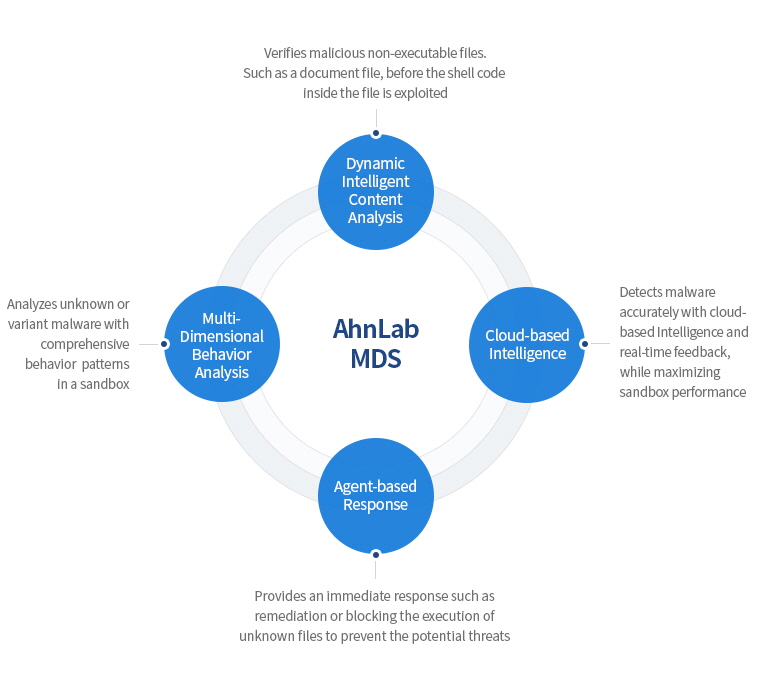 Verifies malicious non-executable files.
Such as a document file, before the shell code
inside the file is exploited
Dynamic
Intelligent
Content
Analysis
Analyzes unknown or
variant malware with
comprehensive
behavior patterns
in a sandbox
Multi-
Dimensional
Behavior
Analysis
AhnLab
MDS
Cloud-based
Intelligence
Detects malware
accurately with cloud-
based Intelligence and
real-time feedback,
while maximizing
sandbox performance
Agent-based
Response
Provides an immediate response such as
remediation or blocking the execution of
unknown files to prevent the potential threats